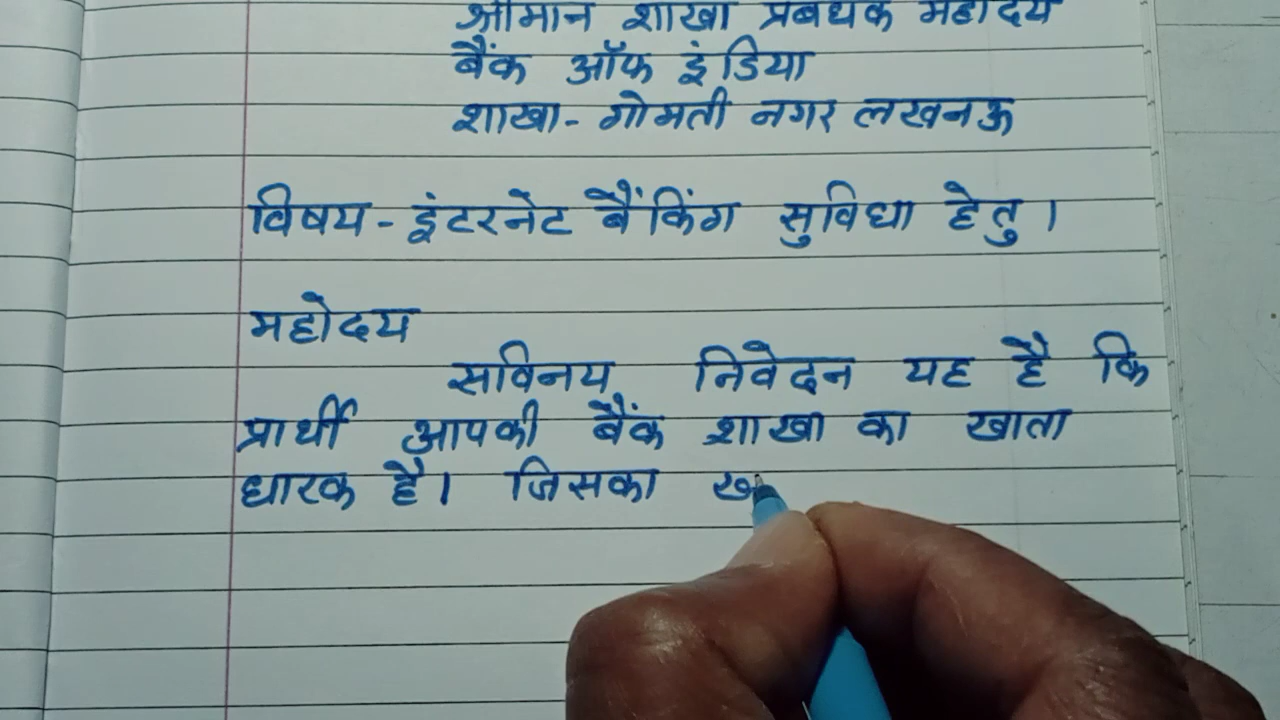 श्रीमान शाखा प्रबंधक महोदय
बैंक ऑफ इंडिया
शाखा- गोमती नगर लखनऊ
विषय- इंटरनेट बैंकिंग सुविधा हेतु।
महोदय
सविनय निवेदन यह है कि
प्रार्थी आपकी बैंक शाखा का खाता
धारक है। जिसका ख